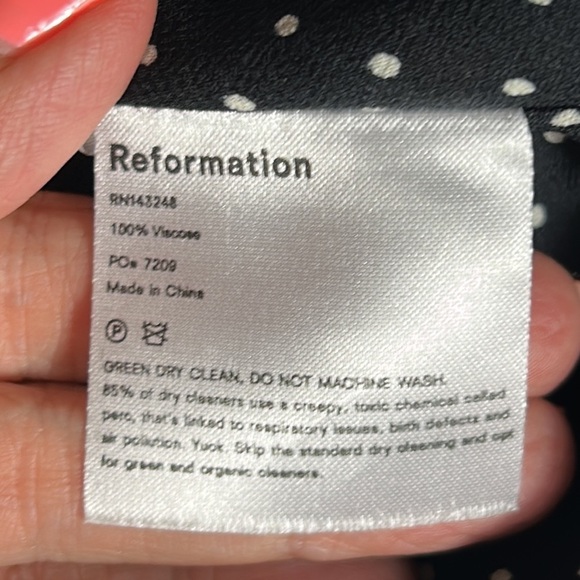 Reformation
RN143248
100% Viscose
PO# 7209
Made in China
P
GREEN DRY CLEAN, DO NOT MACHINE WASH.
85% of dry cleaners use a creepy, toxic chemical called
perc, that's linked to respiratory issues, birth defects and
air pollution. Yuck. Skip the standard dry cleaning and opt
for green and organic cleaners.